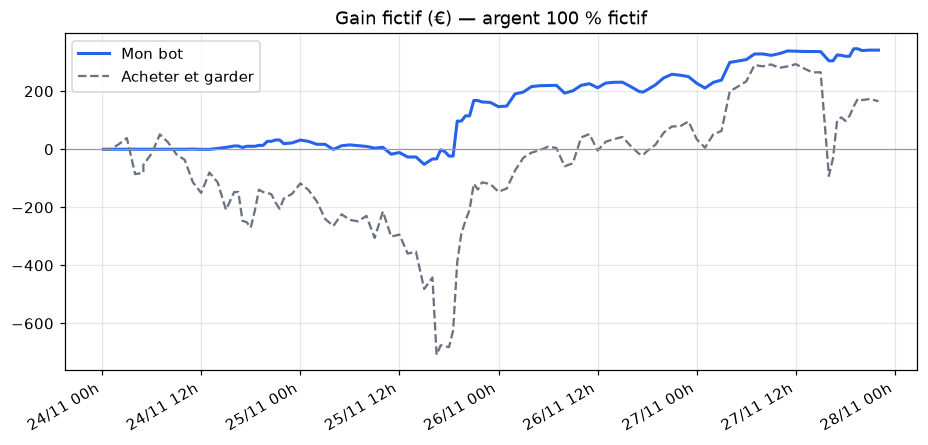 Gain fictif (€) — argent 100 % fictif
Mon bot
Acheter et garder
200
0
−200
−400
−600
24/11 00h
24/11 12h
25/11 00h
25/11 12h
26/11 00h
26/11 12h
27/11 00h
27/11 12h
28/11 00h